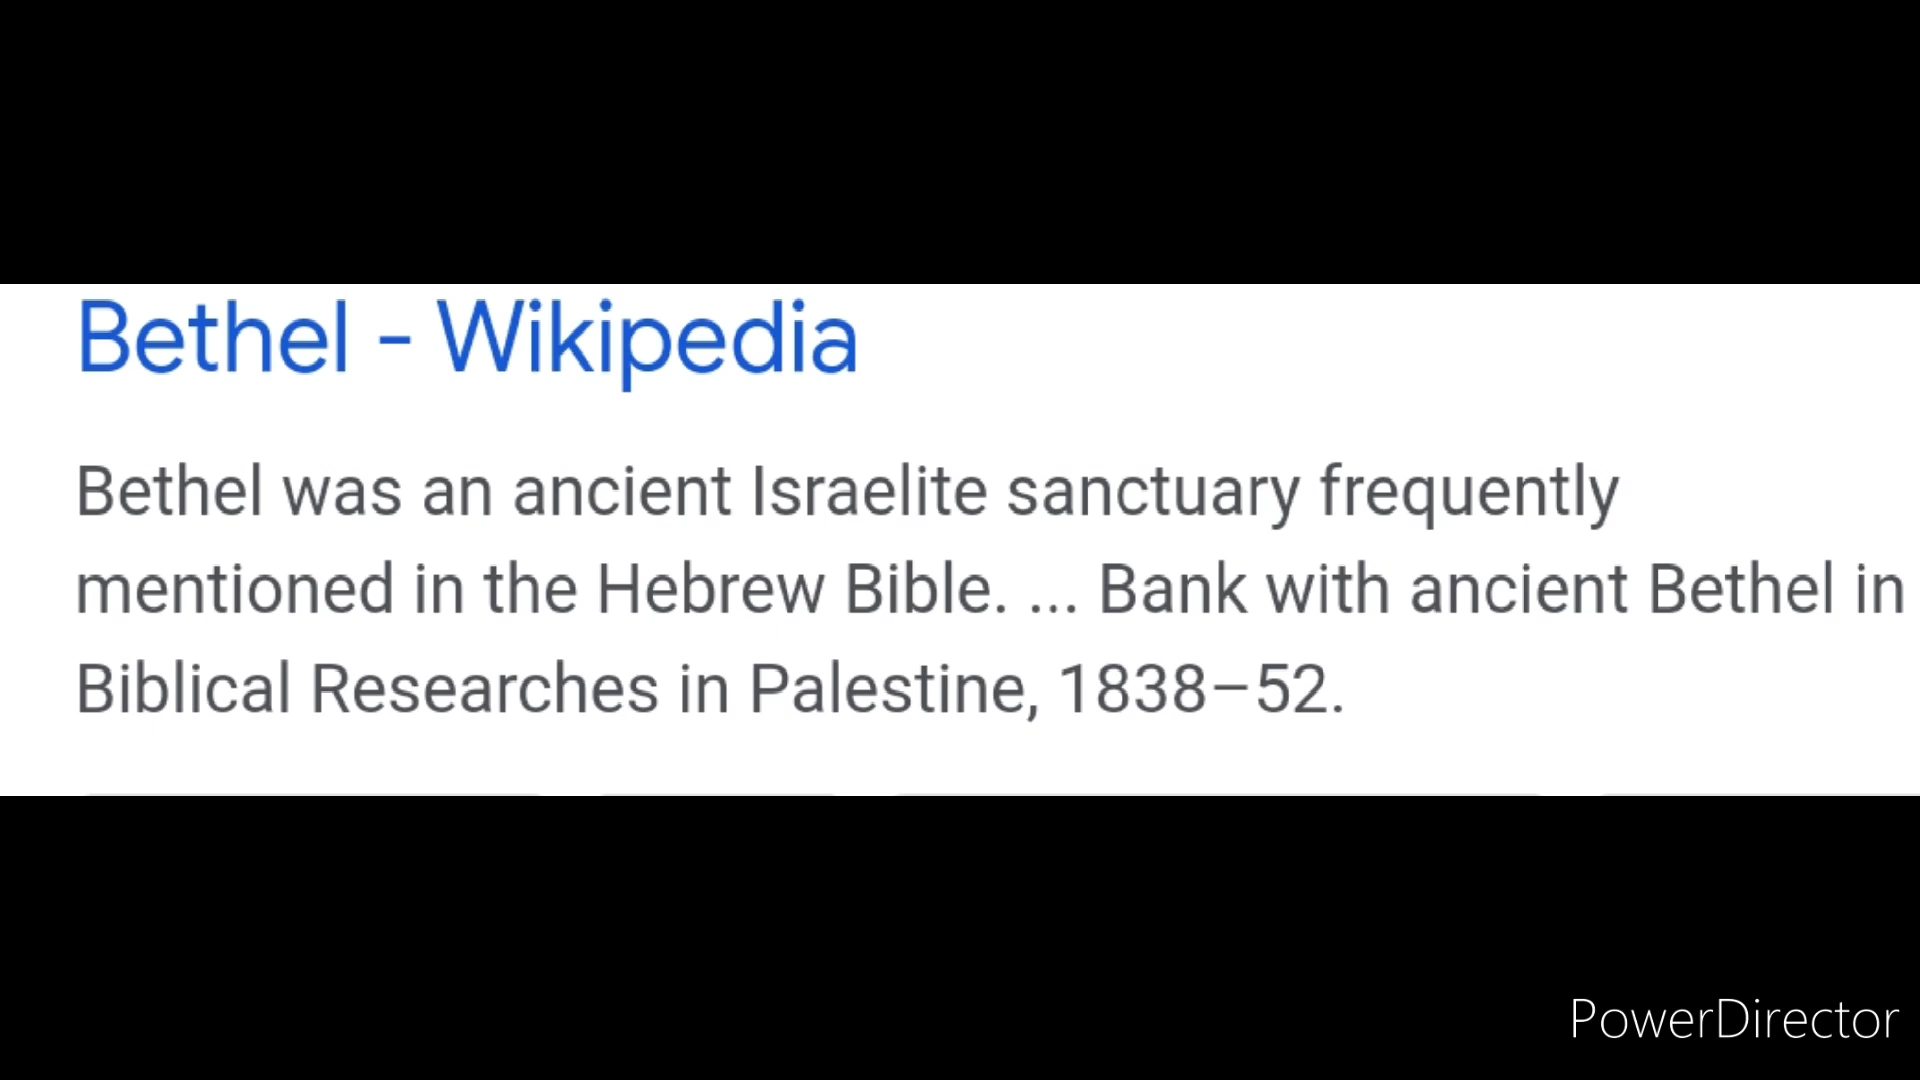 Bethel - Wikipedia
Bethel was an ancient Israelite sanctuary frequently
mentioned in the Hebrew Bible. ... Bank with ancient Bethel in
Biblical Researches in Palestine, 1838–52.
PowerDirector